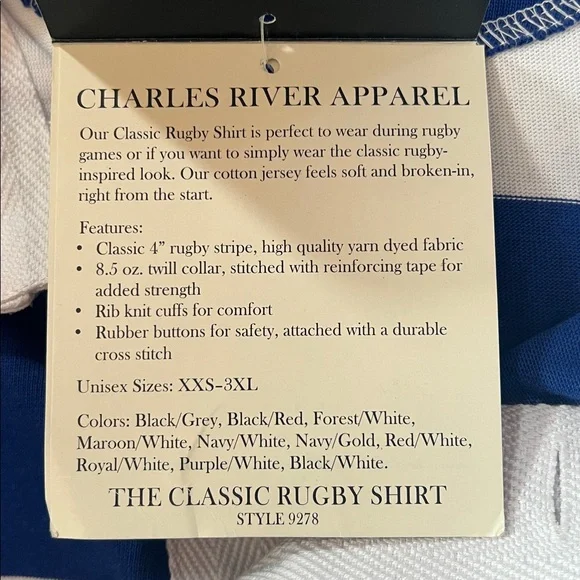 CHARLES RIVER APPAREL
Our Classic Rugby Shirt is perfect to wear during rugby
games or if you want to simply wear the classic rugby-
inspired look. Our cotton jersey feels soft and broken-in,
right from the start.
Features:
• Classic 4” rugby stripe, high quality yarn dyed fabric
• 8.5 oz. twill collar, stitched with reinforcing tape for
added strength
• Rib knit cuffs for comfort
• Rubber buttons for safety, attached with a durable
cross stitch
Unisex Sizes: XXS–3XL
Colors: Black/Grey, Black/Red, Forest/White,
Maroon/White, Navy/White, Navy/Gold, Red/White,
Royal/White, Purple/White, Black/White.
THE CLASSIC RUGBY SHIRT
STYLE 9278